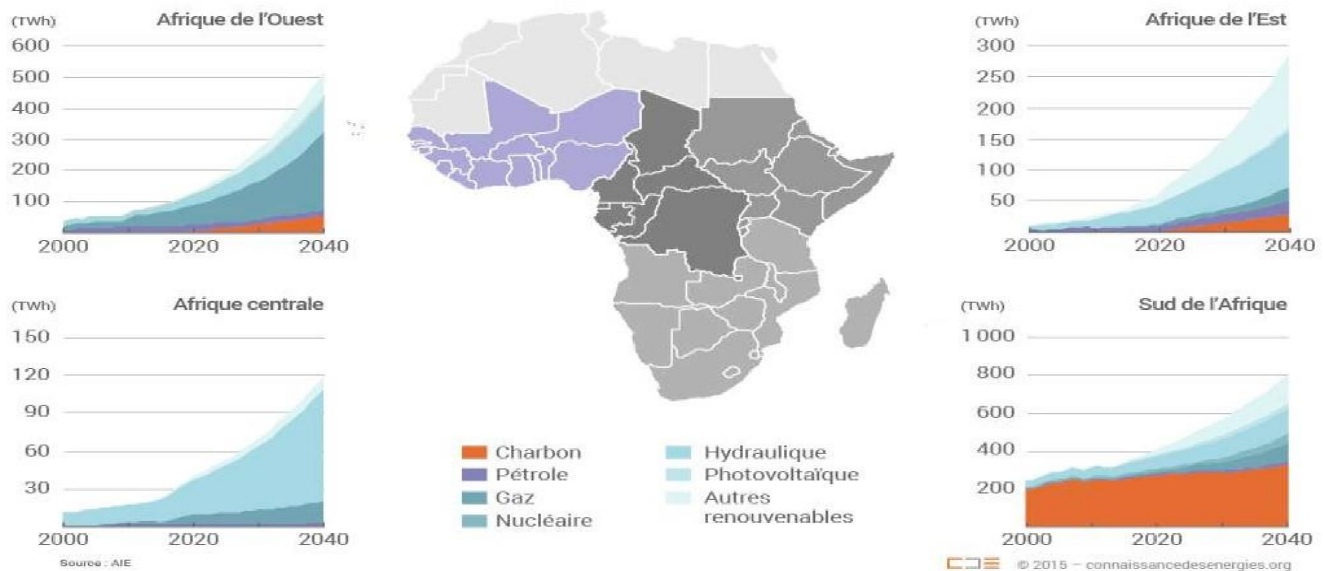 (TWh) Afrique de l'Ouest
600
500
400
300
200
100
2000 2020 2040
(TWh) Afrique de l'Est
300
250
200
150
100
50
2000 2020 2040
(TWh) Afrique centrale
150
120
90
60
30
2000 2020 2040
Source : AIE
Charbon
Pétrole
Gaz
Nucléaire
Hydraulique
Photovoltaïque
Autres
renouvenables
(TWh) Sud de l'Afrique
1 000
800
600
400
200
2000 2020 2040
© 2015 – connaissancedesenergies.org